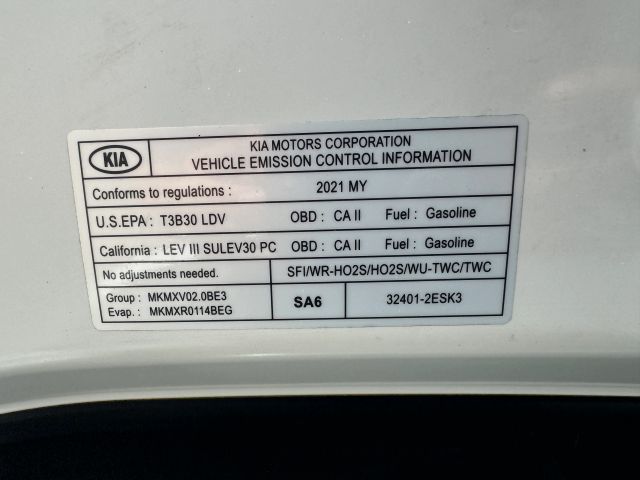 KIA
KIA MOTORS CORPORATION
VEHICLE EMISSION CONTROL INFORMATION
Conforms to regulations : 2021 MY
U.S.EPA : T3B30 LDV OBD : CA II Fuel : Gasoline
California : LEV III SULEV30 PC OBD : CA II Fuel : Gasoline
No adjustments needed. SFI/WR-HO2S/HO2S/WU-TWC/TWC
Group : MKMXV02.0BE3
Evap. : MKMXR0114BEG
SA6
32401-2ESK3